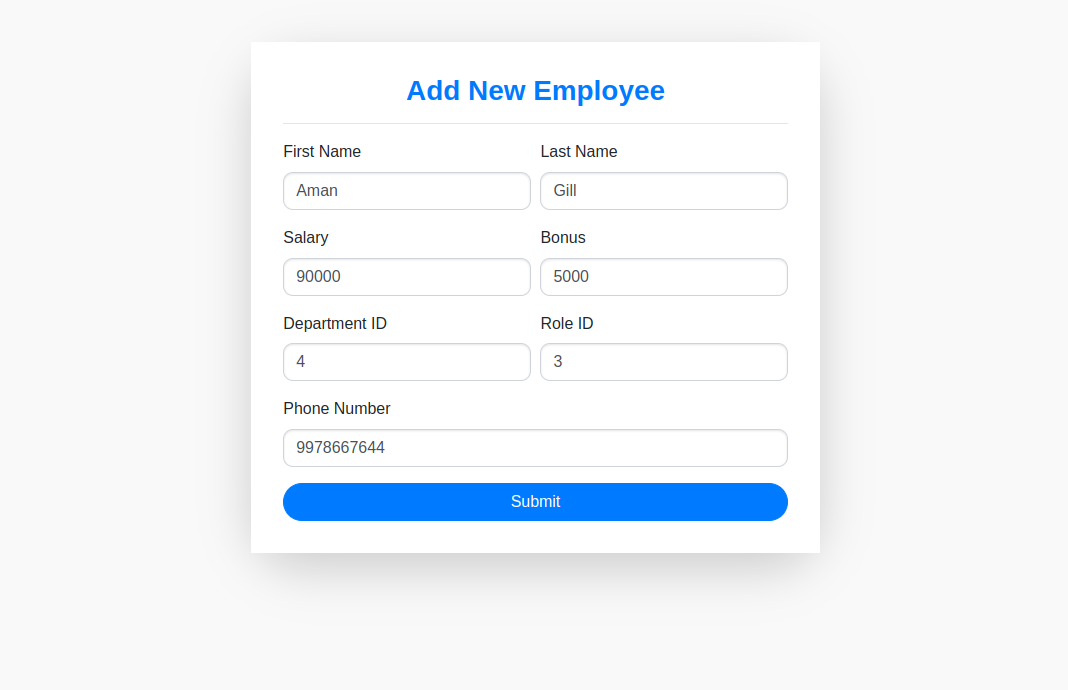 Add New Employee
First Name Last Name
Aman Gill
Salary Bonus
90000 5000
Department ID Role ID
4 3
Phone Number
9978667644
Submit